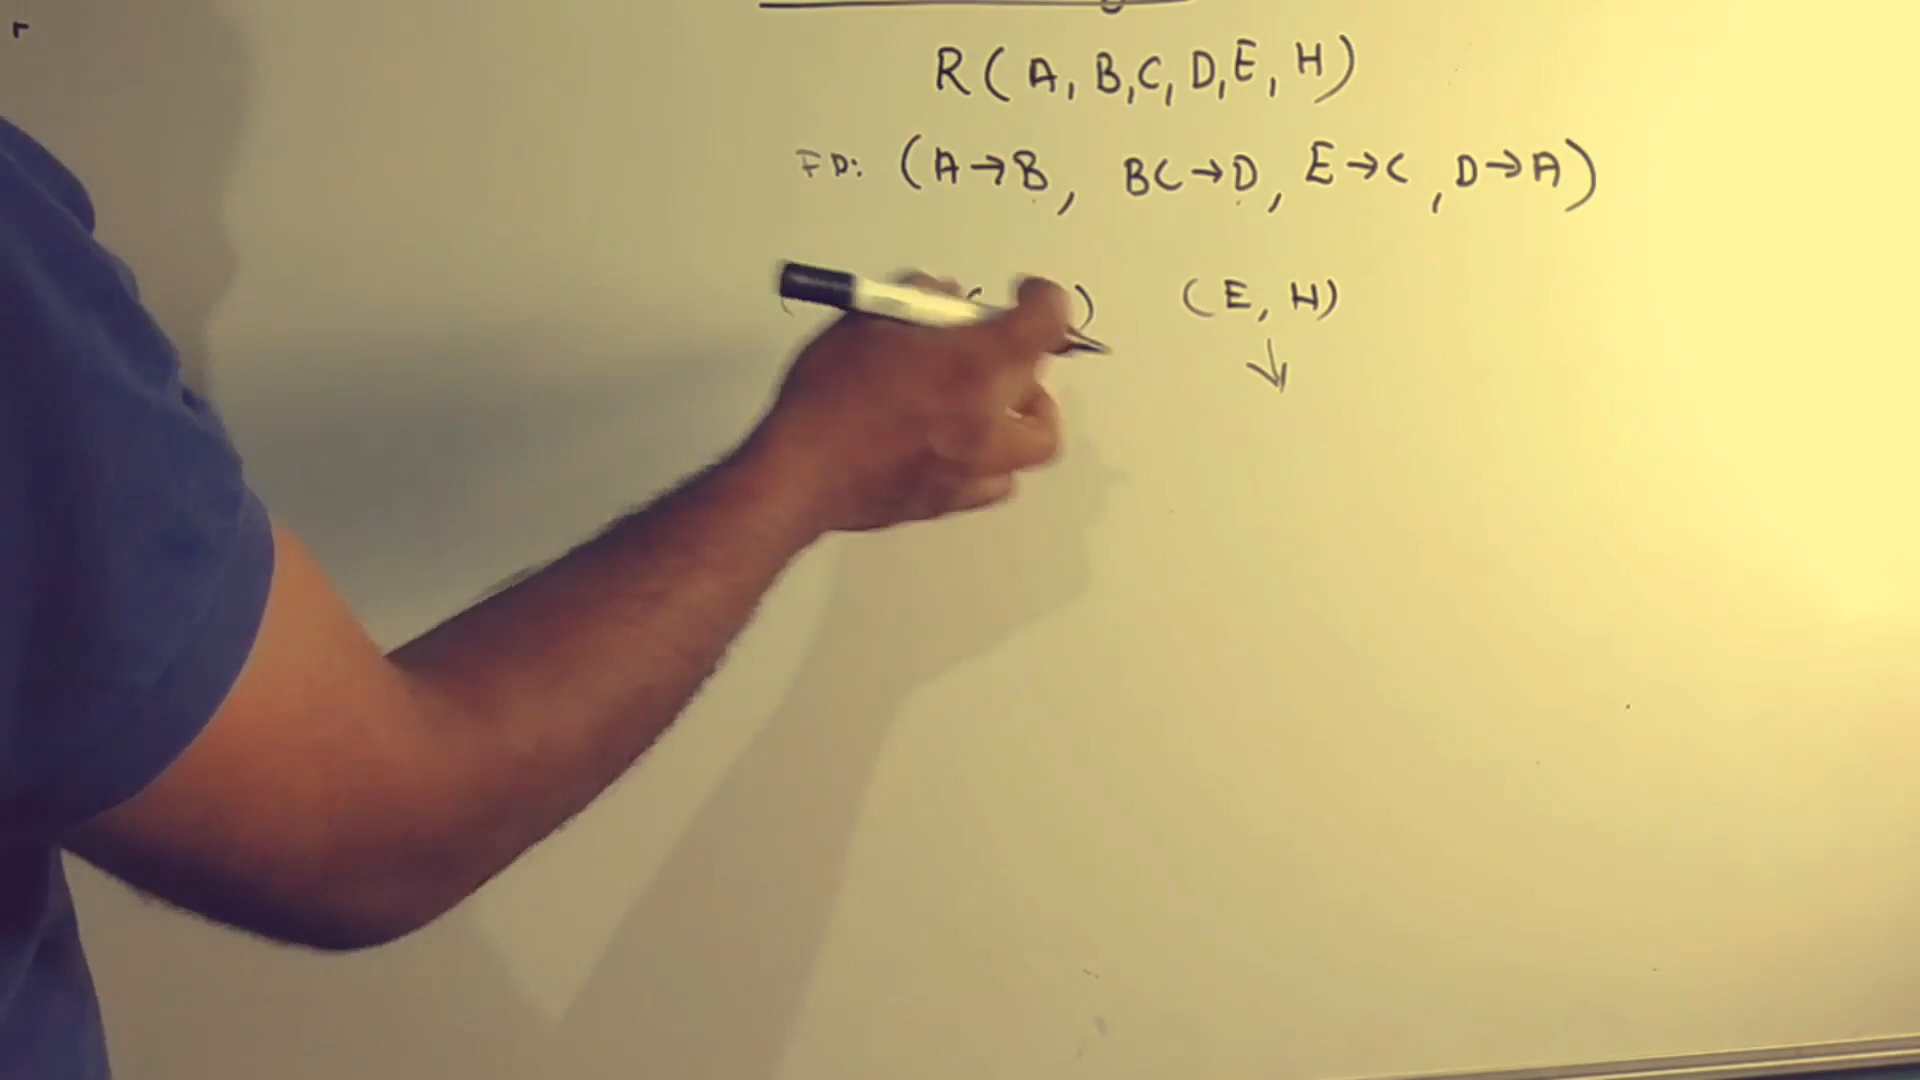 R(A, B, C, D, E, H)
FD: (A→B, BC→D, E→C, D→A)
(E, H)
↓